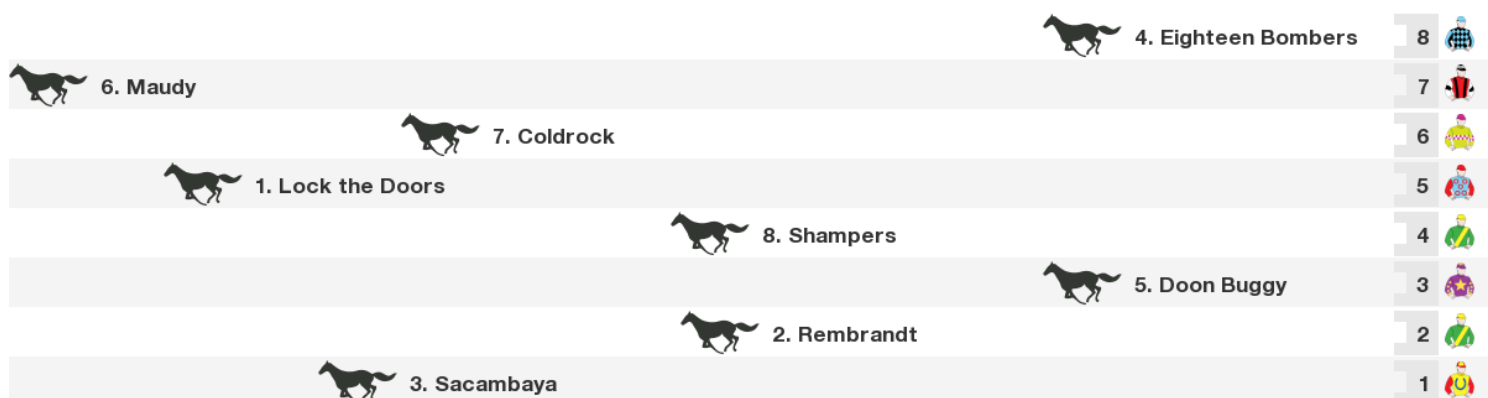 4. Eighteen Bombers 8
6. Maudy 7
7. Coldrock 6
1. Lock the Doors 5
8. Shampers 4
5. Doon Buggy 3
2. Rembrandt 2
3. Sacambaya 1